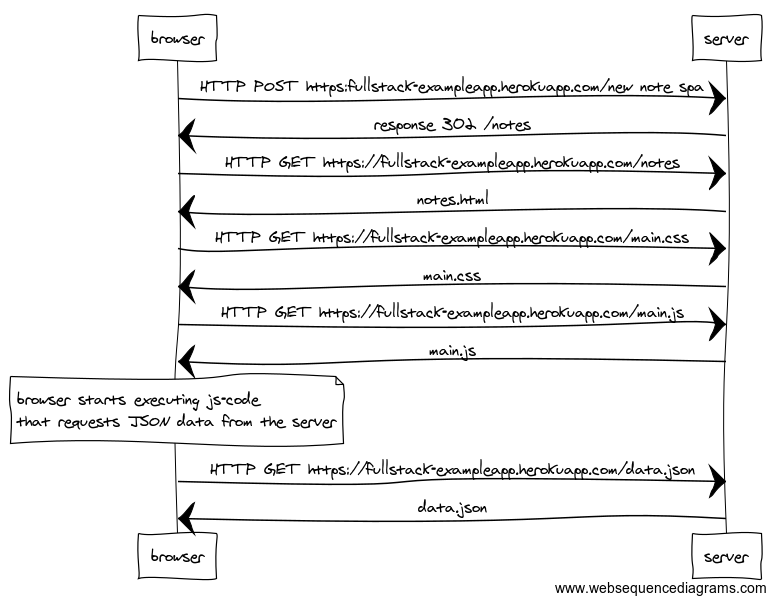 browser
server
HTTP POST https:fullstack-exampleapp.herokuapp.com/new note spa
response 302 /notes
HTTP GET https://fullstack-exampleapp.herokuapp.com/notes
notes.html
HTTP GET https://fullstack-exampleapp.herokuapp.com/main.css
main.css
HTTP GET https://fullstack-exampleapp.herokuapp.com/main.js
main.js
browser starts executing js-code
that requests JSON data from the server
HTTP GET https://fullstack-exampleapp.herokuapp.com/data.json
data.json
browser
server
www.websequencediagrams.com